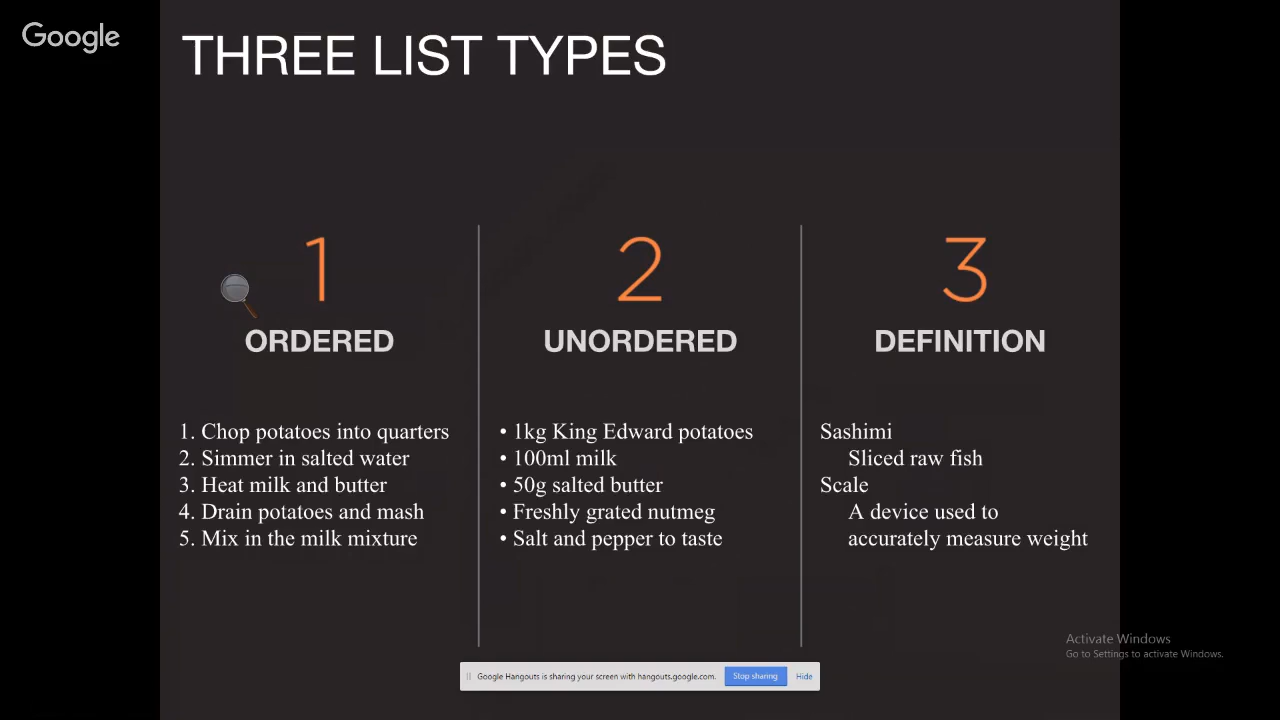 Google
THREE LIST TYPES
1
ORDERED
1. Chop potatoes into quarters
2. Simmer in salted water
3. Heat milk and butter
4. Drain potatoes and mash
5. Mix in the milk mixture
2
UNORDERED
• 1kg King Edward potatoes
• 100ml milk
• 50g salted butter
• Freshly grated nutmeg
• Salt and pepper to taste
3
DEFINITION
Sashimi
Sliced raw fish
Scale
A device used to
accurately measure weight
Activate Windows
Go to Settings to activate Windows.
Google Hangouts is sharing your screen with hangouts.google.com. Stop sharing Hide